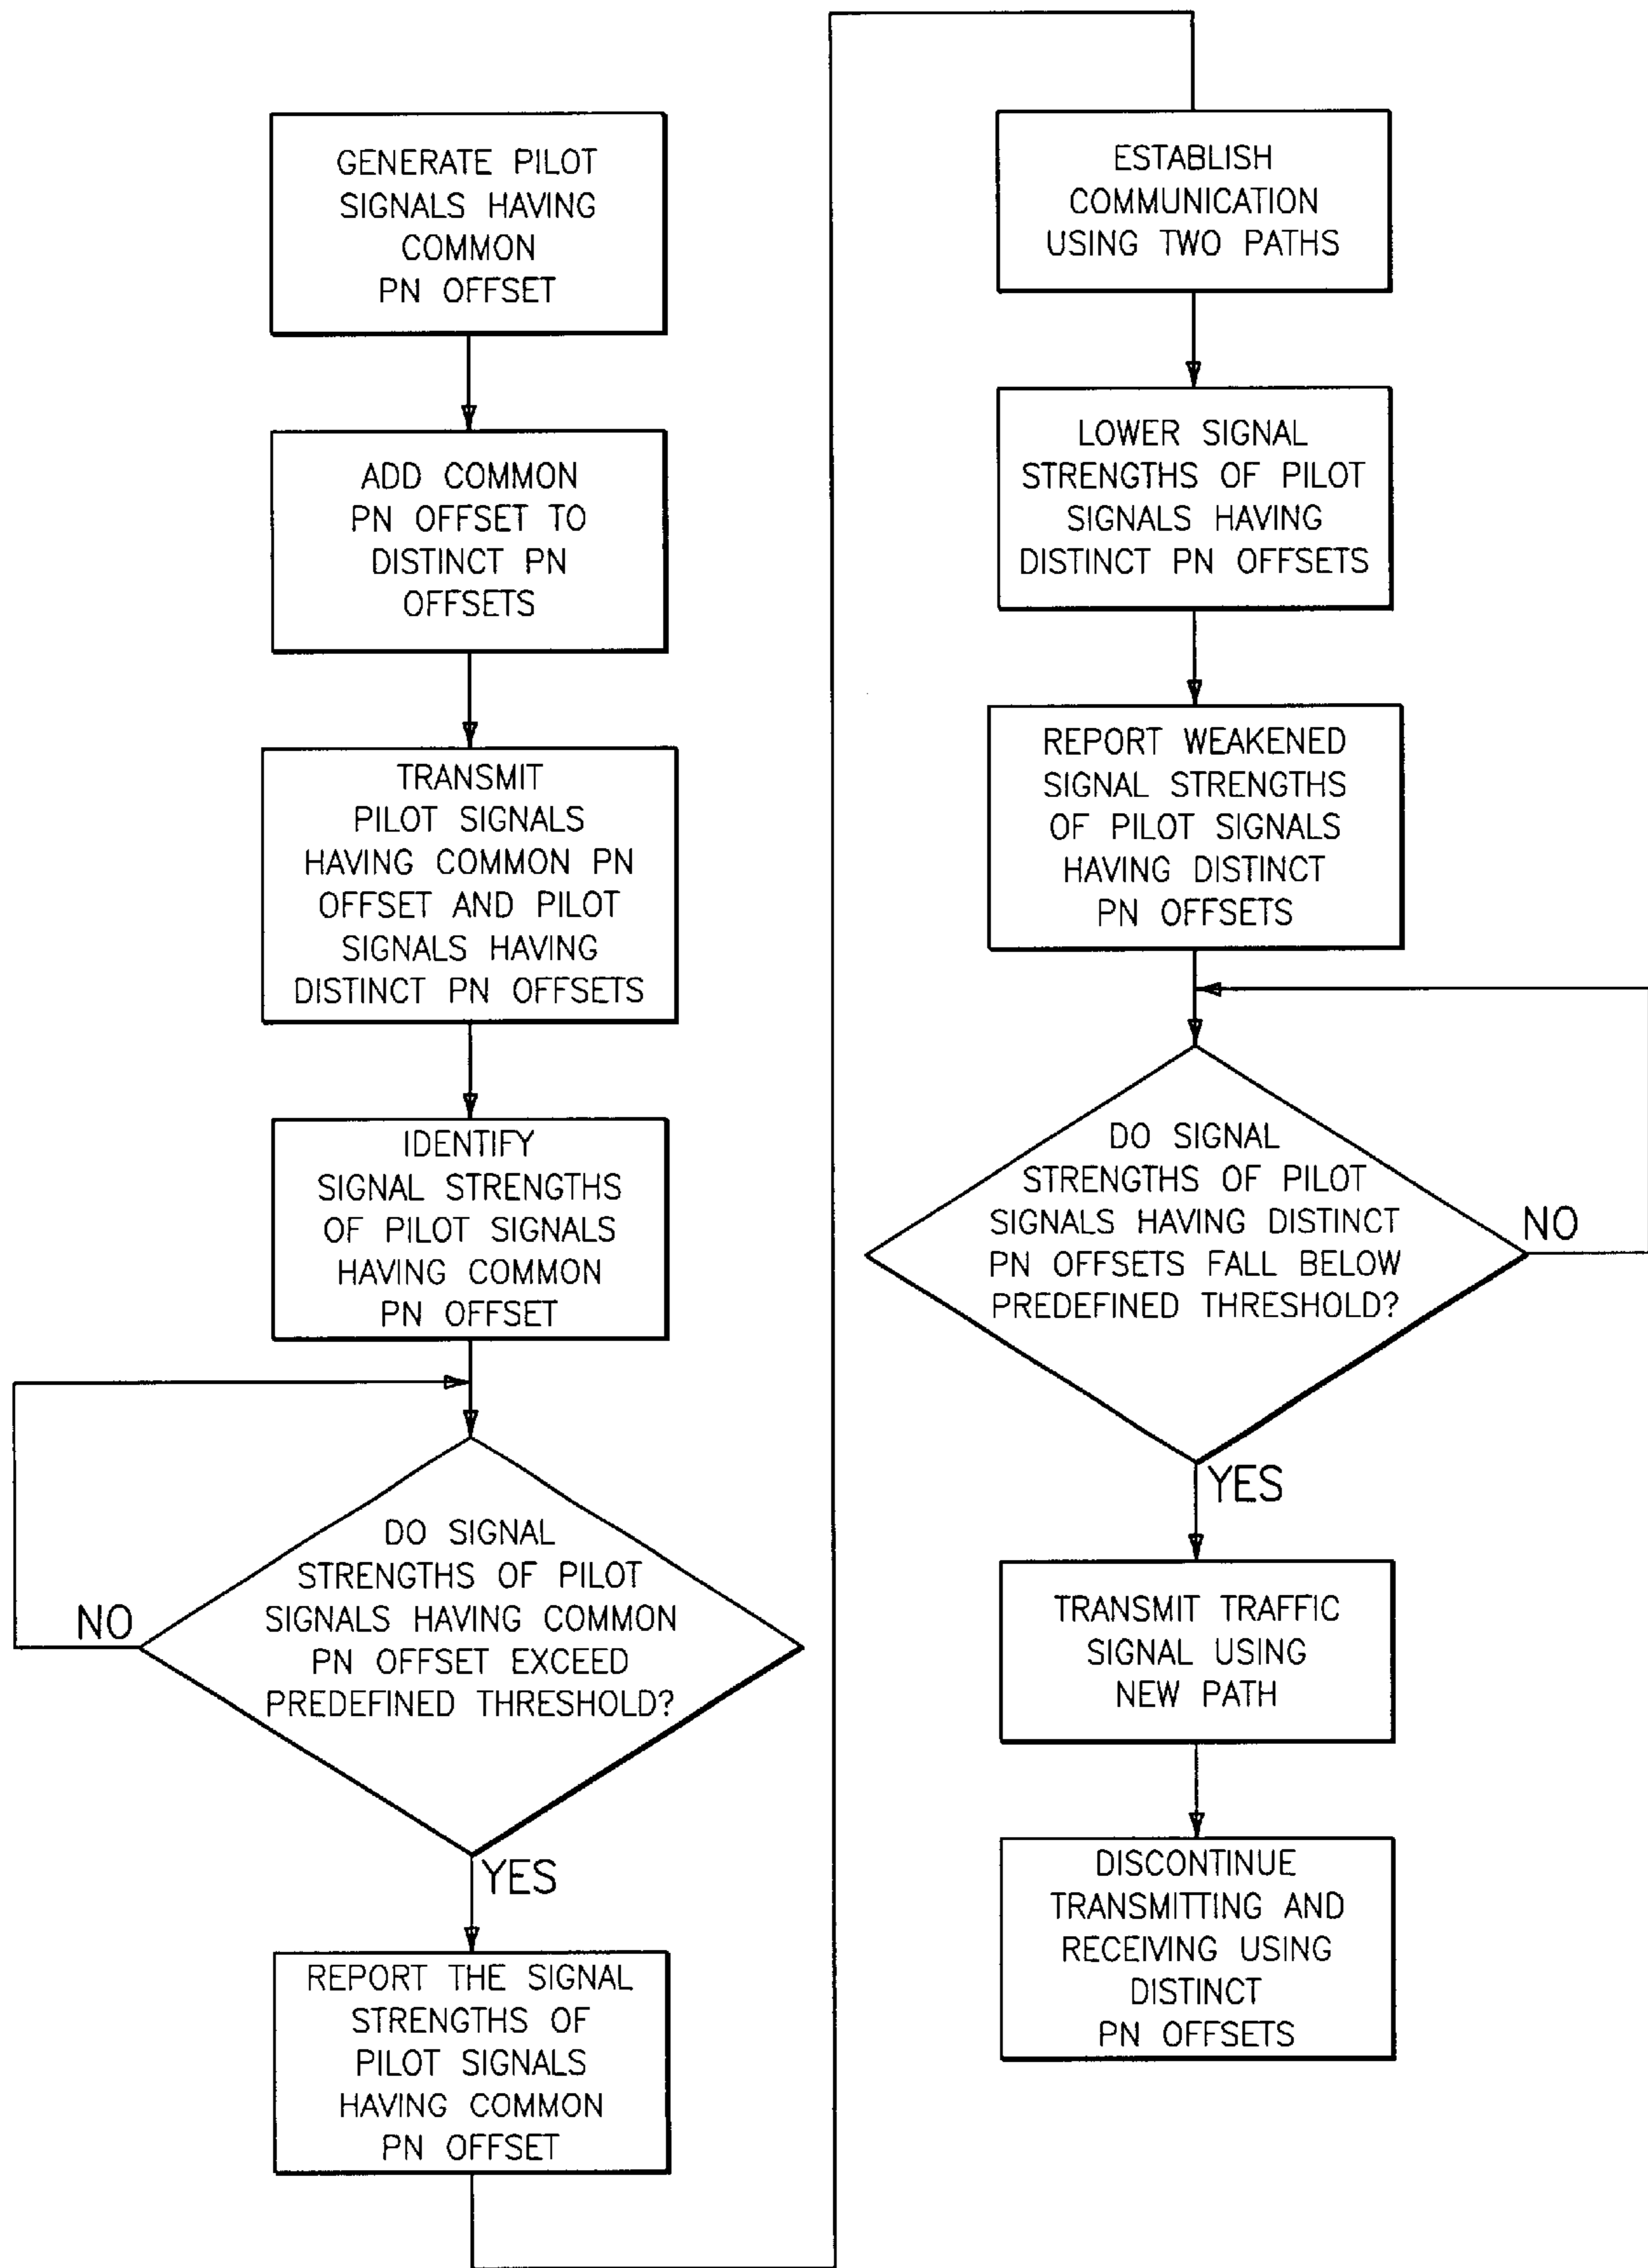 GENERATE PILOT
SIGNALS HAVING
COMMON
PN OFFSET
ADD COMMON
PN OFFSET TO
DISTINCT PN
OFFSETS
TRANSMIT
PILOT SIGNALS
HAVING COMMON PN
OFFSET AND PILOT
SIGNALS HAVING
DISTINCT PN OFFSETS
IDENTIFY
SIGNAL STRENGTHS
OF PILOT SIGNALS
HAVING COMMON
PN OFFSET
DO SIGNAL
STRENGTHS OF PILOT
SIGNALS HAVING COMMON
PN OFFSET EXCEED
PREDEFINED THRESHOLD?
NO
YES
REPORT THE SIGNAL
STRENGTHS OF
PILOT SIGNALS
HAVING COMMON
PN OFFSET
ESTABLISH
COMMUNICATION
USING TWO PATHS
LOWER SIGNAL
STRENGTHS OF PILOT
SIGNALS HAVING
DISTINCT PN OFFSETS
REPORT WEAKENED
SIGNAL STRENGTHS
OF PILOT SIGNALS
HAVING DISTINCT
PN OFFSETS
DO SIGNAL
STRENGTHS OF PILOT
SIGNALS HAVING DISTINCT
PN OFFSETS FALL BELOW
PREDEFINED THRESHOLD?
NO
YES
TRANSMIT TRAFFIC
SIGNAL USING
NEW PATH
DISCONTINUE
TRANSMITTING AND
RECEIVING USING
DISTINCT
PN OFFSETS